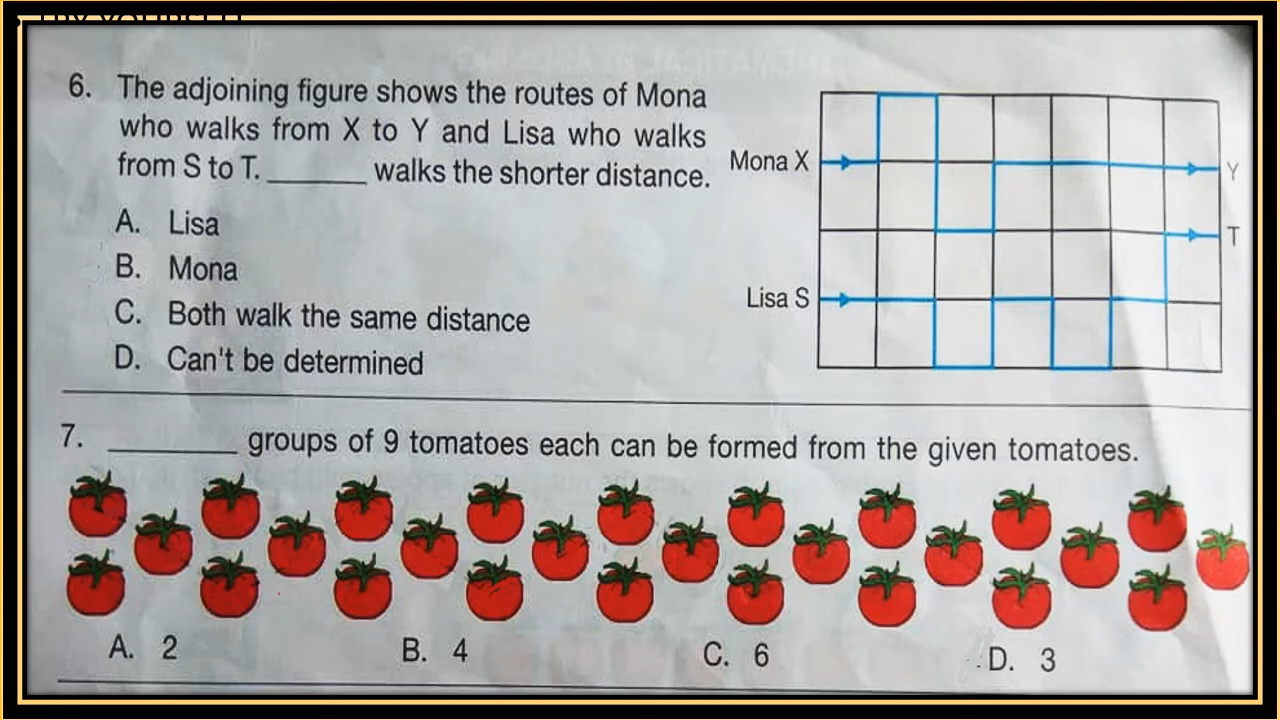 6. The adjoining figure shows the routes of Mona
who walks from X to Y and Lisa who walks
from S to T. ______ walks the shorter distance.
A. Lisa
B. Mona
C. Both walk the same distance
D. Can't be determined
Mona X
Y
T
Lisa S
7. ________ groups of 9 tomatoes each can be formed from the given tomatoes.
A. 2 B. 4 C. 6 D. 3